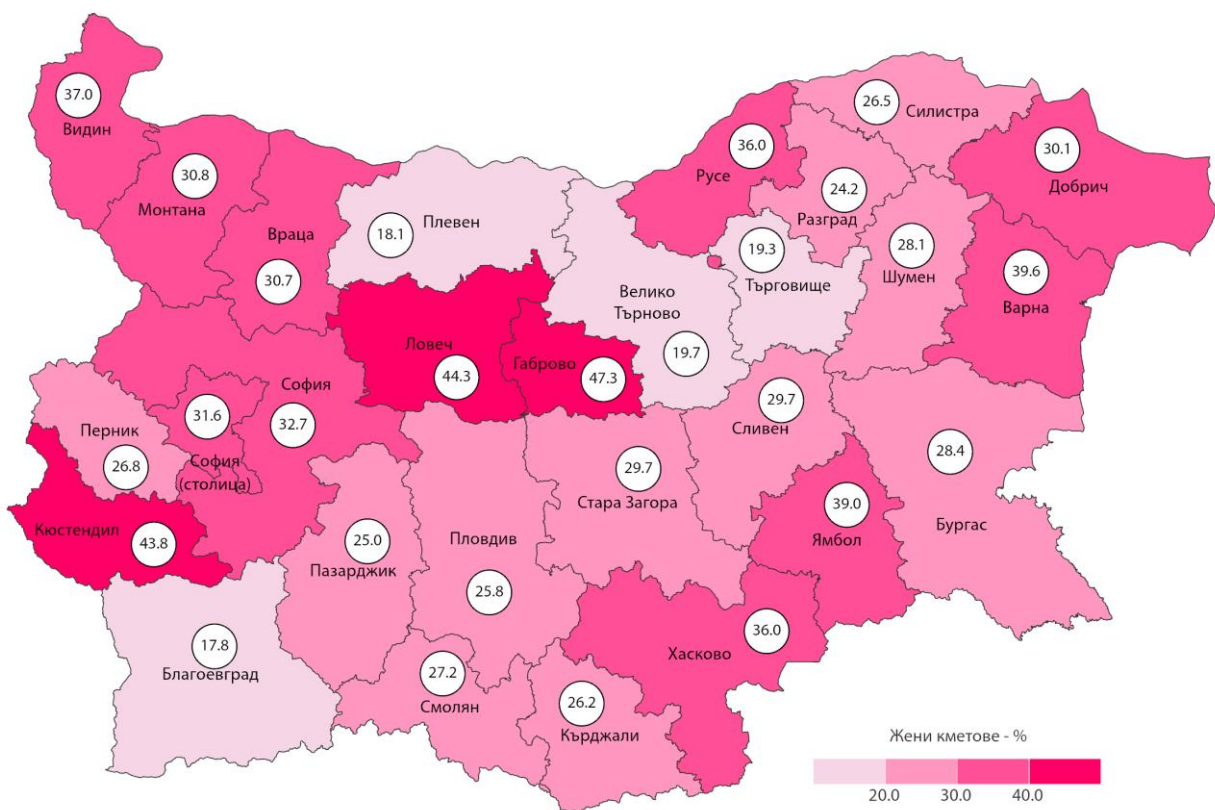 37.0
Видин
30.8
Монтана
Враца
30.7
18.1
Плевен
36.0
Русе
26.5
Силистра
24.2
Разград
30.1
Добрич
19.3
Търговище
28.1
Шумен
39.6
Варна
Велико
Търново
19.7
Ловеч
44.3
Габрово
47.3
София
32.7
31.6
София
(столица)
Перник
26.8
Кюстендил
43.8
29.7
Сливен
28.4
Бургас
29.7
Стара Загора
39.0
Ямбол
25.0
Пазарджик
Пловдив
25.8
17.8
Благоевград
27.2
Смолян
26.2
Кърджали
36.0
Хасково
Жени кметове - %
20.0 30.0 40.0